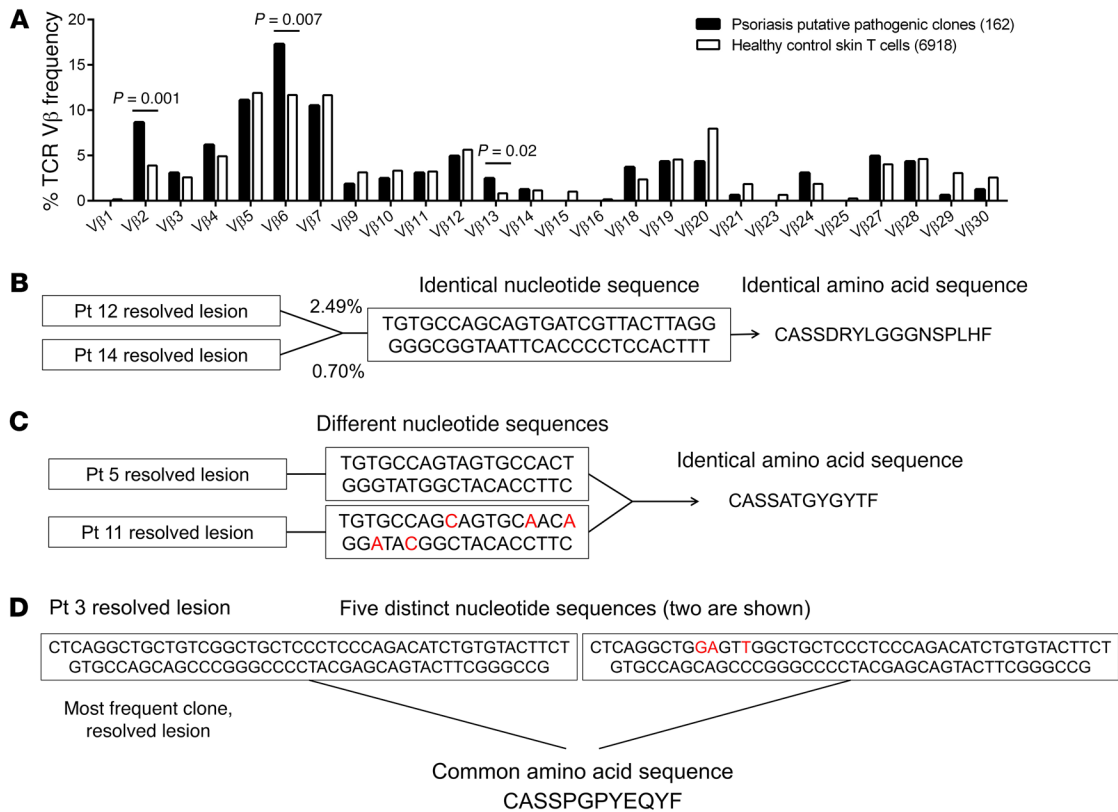 A
% TCR Vβ frequency
20
15
10
5
0
P = 0.001
P = 0.007
P = 0.02
Psoriasis putative pathogenic clones (162)
Healthy control skin T cells (6918)
Vβ1
Vβ2
Vβ3
Vβ4
Vβ5
Vβ6
Vβ7
Vβ9
Vβ10
Vβ11
Vβ12
Vβ13
Vβ14
Vβ15
Vβ16
Vβ18
Vβ19
Vβ20
Vβ21
Vβ23
Vβ24
Vβ25
Vβ27
Vβ28
Vβ29
Vβ30
B
Identical nucleotide sequence
Identical amino acid sequence
Pt 12 resolved lesion
2.49%
Pt 14 resolved lesion
0.70%
TGTGCCAGCAGTGATCGTTACTTAGG
GGGCGGTAATTCACCCCTCCACTTT
CASSDRYLGGGNSPLHF
C
Different nucleotide sequences
Identical amino acid sequence
Pt 5 resolved lesion
TGTGCCAGTAGTGCCACT
GGGTATGGCTACACCTTC
Pt 11 resolved lesion
TGTGCCAGCAGTGCAACA
GGATACGGCTACACCTTC
CASSATGYGYTF
D
Pt 3 resolved lesion
Five distinct nucleotide sequences (two are shown)
CTCAGGCTGCTGTCGGCTGCTCCCTCCCAGACATCTGTGTACTTCT
GTGCCAGCAGCCCGGGCCCCTACGAGCAGTACTTCGGGCCG
CTCAGGCTGGAGTTGGCTGCTCCCTCCCAGACATCTGTGTACTTCT
GTGCCAGCAGCCCGGGCCCCTACGAGCAGTACTTCGGGCCG
Most frequent clone,
resolved lesion
Common amino acid sequence
CASSPGPYEQYF